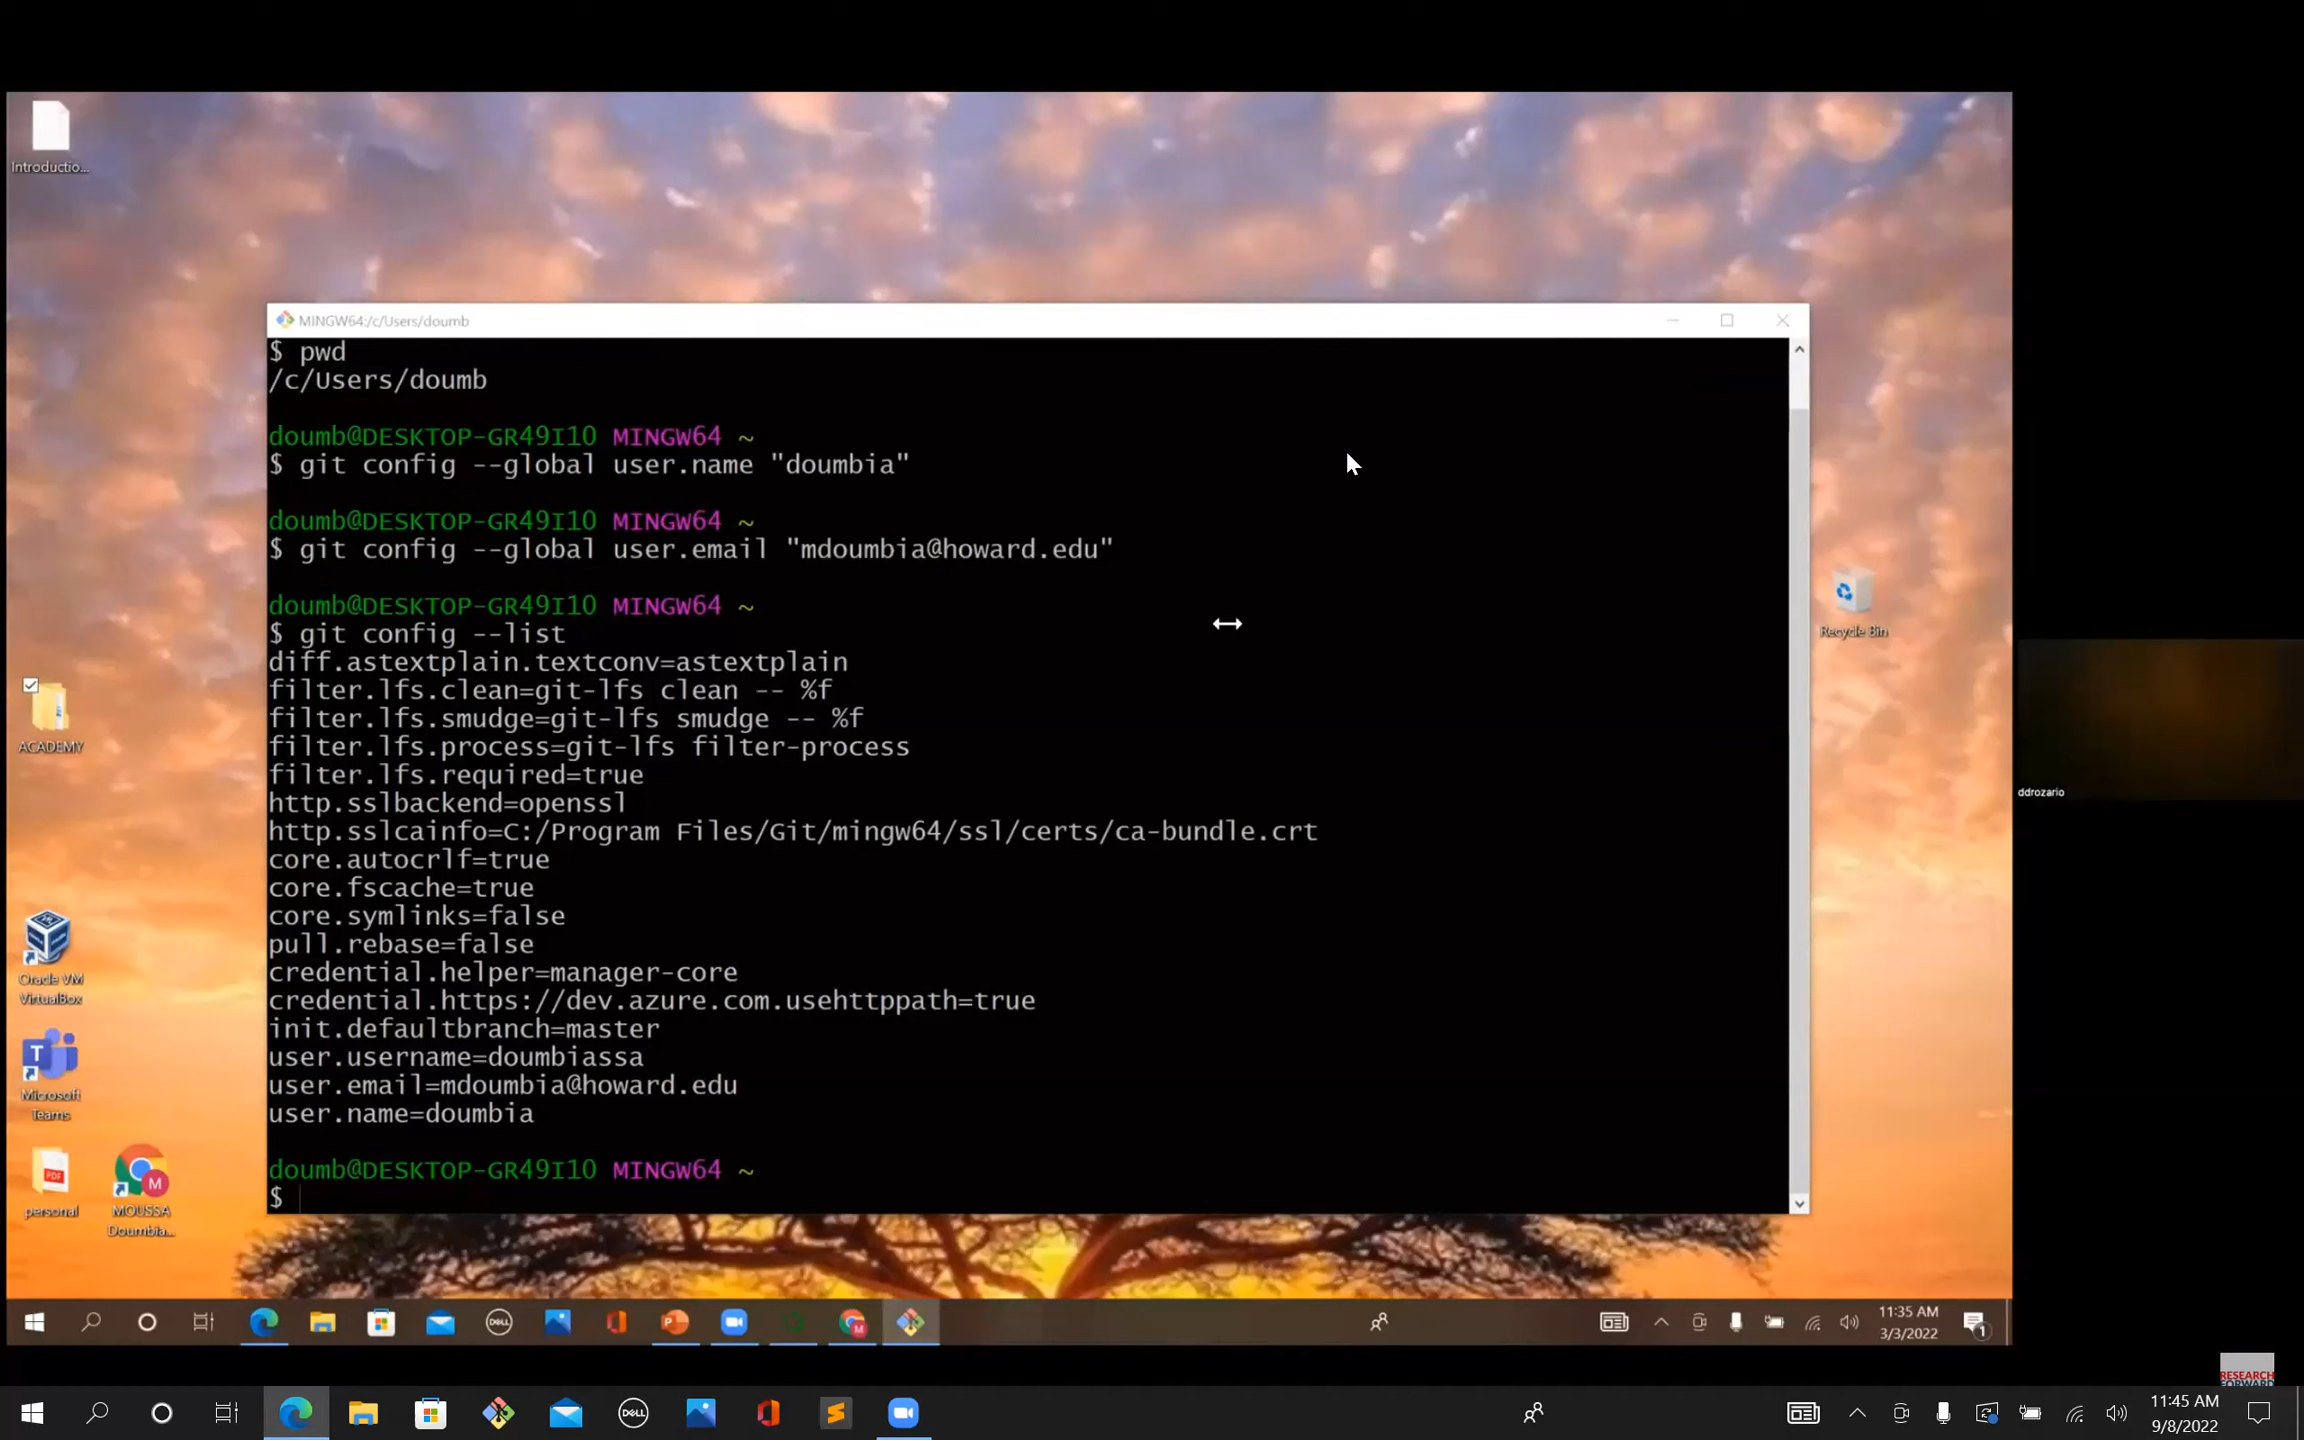 Introductio...
MINGW64:/c/Users/doumb
$ pwd
/c/Users/doumb
doumb@DESKTOP-GR49I10 MINGW64 ~
$ git config --global user.name "doumbia"
doumb@DESKTOP-GR49I10 MINGW64 ~
$ git config --global user.email "mdoumbia@howard.edu"
doumb@DESKTOP-GR49I10 MINGW64 ~
$ git config --list
diff.astextplain.textconv=astextplain
filter.lfs.clean=git-lfs clean -- %f
filter.lfs.smudge=git-lfs smudge -- %f
filter.lfs.process=git-lfs filter-process
filter.lfs.required=true
http.sslbackend=openssl
http.sslcainfo=C:/Program Files/Git/mingw64/ssl/certs/ca-bundle.crt
core.autocrlf=true
core.fscache=true
core.symlinks=false
pull.rebase=false
credential.helper=manager-core
credential.https://dev.azure.com.usehttppath=true
init.defaultbranch=master
user.username=doumbiassa
user.email=mdoumbia@howard.edu
user.name=doumbia
doumb@DESKTOP-GR49I10 MINGW64 ~
$
Recycle Bin
ddrozario
ACADEMY
Oracle VM
VirtualBox
T
Microsoft
Teams
PDF
personal
M
MOUSSA
Doumbia...
DELL
P
M
11:35 AM
3/3/2022
1
RESEARCH
FORWARD
DELL
11:45 AM
9/8/2022